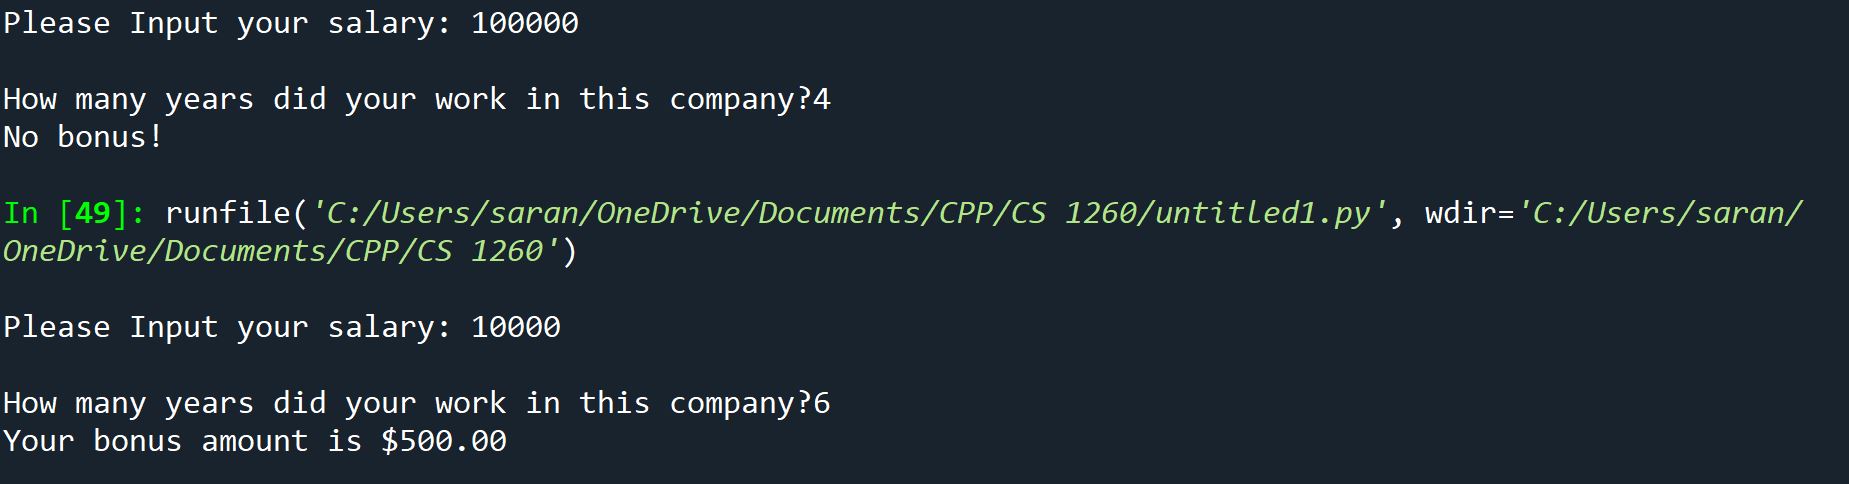 Please Input your salary: 100000
How many years did your work in this company?4
No bonus!
In [49]: runfile('C:/Users/saran/OneDrive/Documents/CPP/CS 1260/untitled1.py', wdir='C:/Users/saran/
OneDrive/Documents/CPP/CS 1260')
Please Input your salary: 10000
How many years did your work in this company?6
Your bonus amount is $500.00